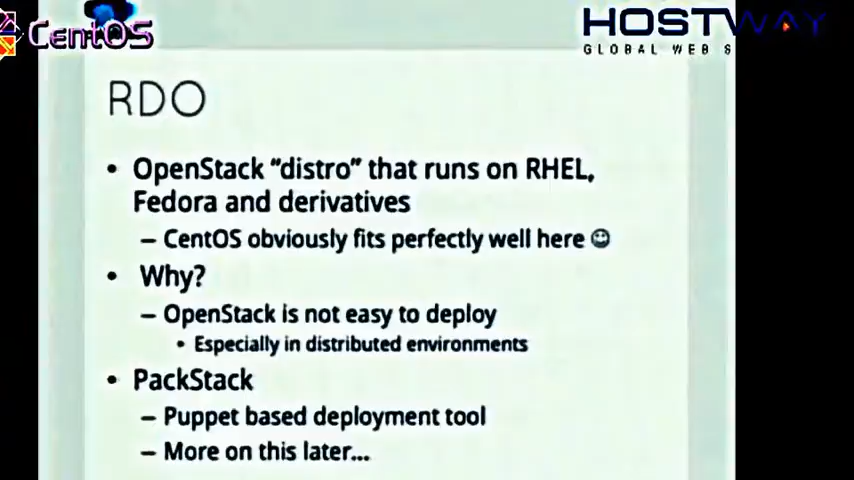 CentOS
HOSTWAY
GLOBAL WEB S
RDO
• OpenStack “distro” that runs on RHEL,
Fedora and derivatives
– CentOS obviously fits perfectly well here ☺
• Why?
– OpenStack is not easy to deploy
• Especially in distributed environments
• PackStack
– Puppet based deployment tool
– More on this later...